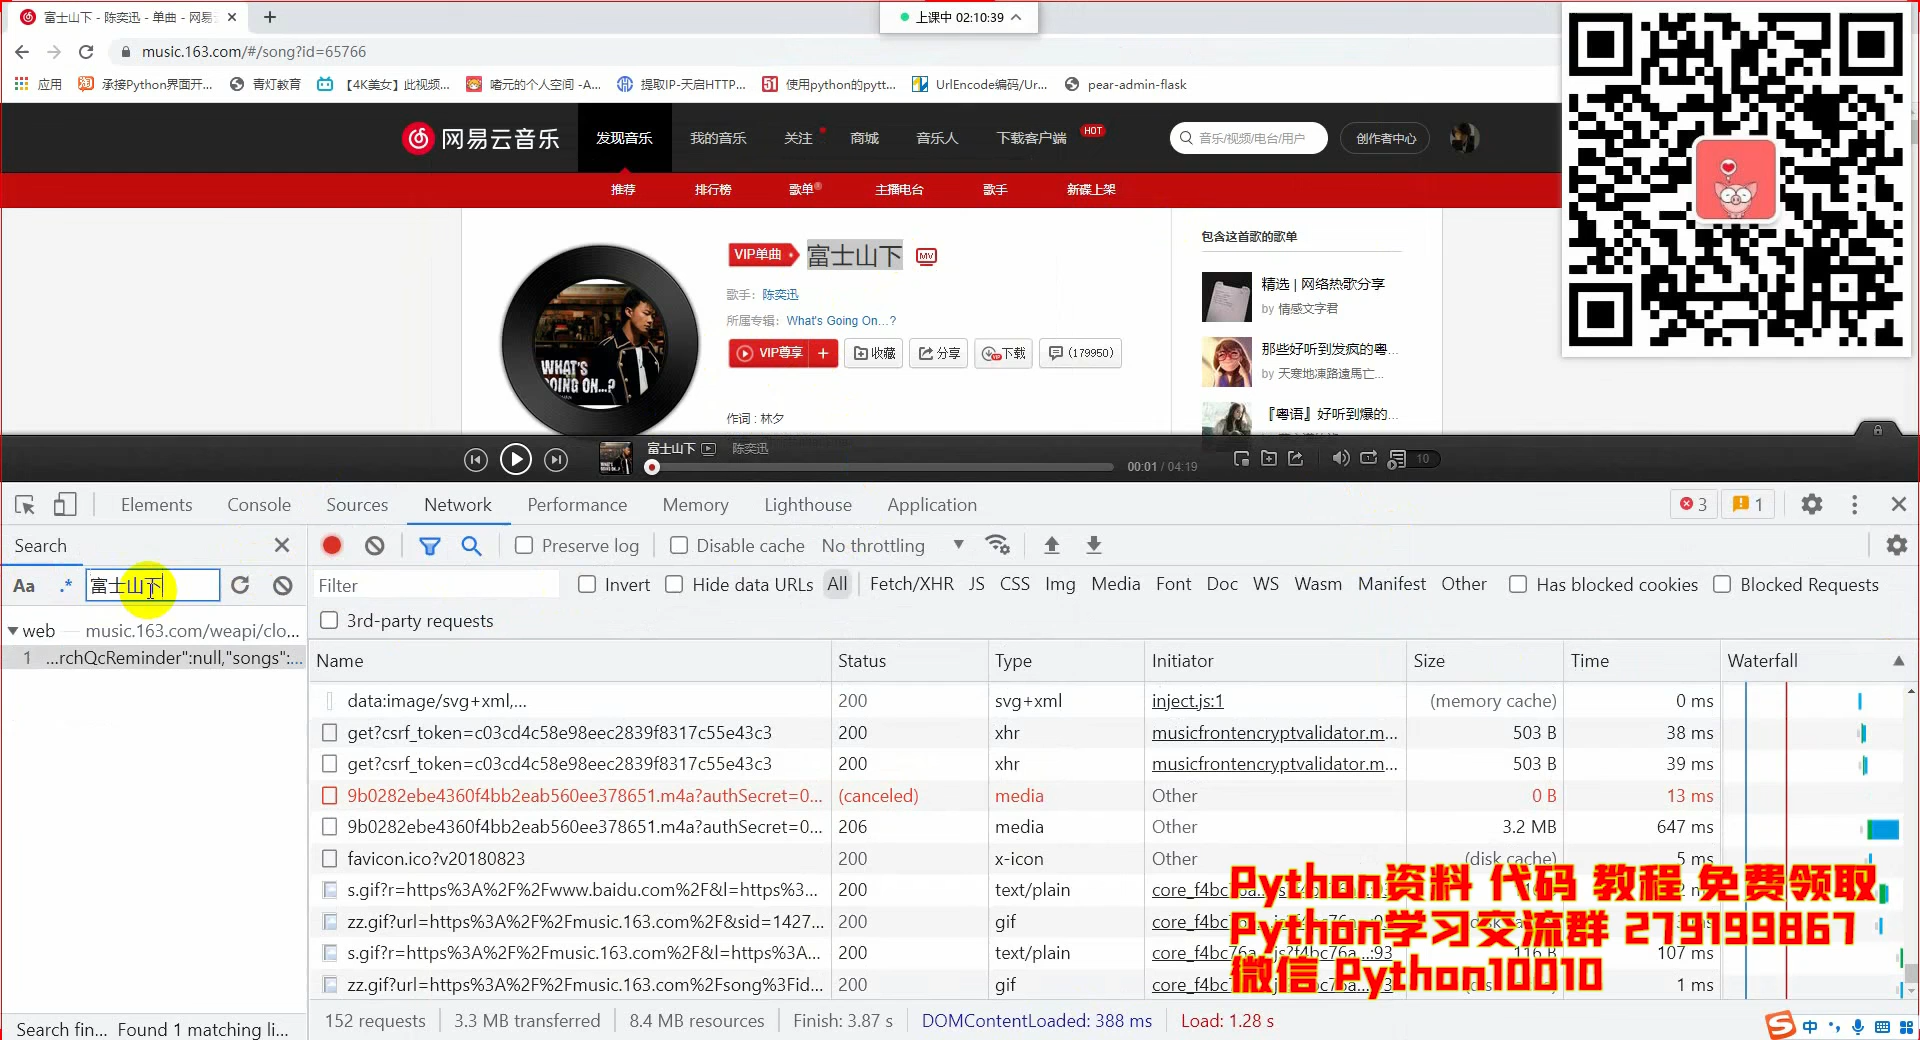 富士山下 - 陈奕迅 - 单曲 - 网易云
上课中 02:10:39
music.163.com/#/song?id=65766
应用
承接Python界面开...
青灯教育
【4K美女】此视频...
嗜元的个人空间 -A...
提取IP-天启HTTP...
使用python的pytt...
UrlEncode编码/Ur...
pear-admin-flask
网易云音乐
发现音乐
我的音乐
关注
商城
音乐人
下载客户端
HOT
音乐/视频/电台/用户
创作者中心
推荐
排行榜
歌单
主播电台
歌手
新碟上架
VIP单曲
富士山下
MV
歌手：陈奕迅
所属专辑：What's Going On…?
VIP尊享 +
收藏
分享
下载
(179950)
作词 : 林夕
WHAT'S
GOING ON...?
包含这首歌的歌单
精选 | 网络热歌分享
by 情感文字君
那些好听到发疯的粤...
by 天寒地凍路遠馬亡...
『粤语』好听到爆的...
富士山下
陈奕迅
00:01 / 04:19
10
Elements
Console
Sources
Network
Performance
Memory
Lighthouse
Application
3
1
Search
Preserve log
Disable cache
No throttling
Aa
.*
富士山下
Filter
Invert
Hide data URLs
All
Fetch/XHR
JS
CSS
Img
Media
Font
Doc
WS
Wasm
Manifest
Other
Has blocked cookies
Blocked Requests
3rd-party requests
web — music.163.com/weapi/clo...
1 ...rchQcReminder":null,"songs":...
Name Status Type Initiator Size Time Waterfall
data:image/svg+xml,... 200 svg+xml inject.js:1 (memory cache) 0 ms
get?csrf_token=c03cd4c58e98eec2839f8317c55e43c3 200 xhr musicfrontencryptvalidator.m... 503 B 38 ms
get?csrf_token=c03cd4c58e98eec2839f8317c55e43c3 200 xhr musicfrontencryptvalidator.m... 503 B 39 ms
9b0282ebe4360f4bb2eab560ee378651.m4a?authSecret=0... (canceled) media Other 0 B 13 ms
9b0282ebe4360f4bb2eab560ee378651.m4a?authSecret=0... 206 media Other 3.2 MB 647 ms
favicon.ico?v20180823 200 x-icon Other (disk cache) 5 ms
s.gif?r=https%3A%2F%2Fwww.baidu.com%2F&l=https%3... 200 text/plain
zz.gif?url=https%3A%2F%2Fmusic.163.com%2F&sid=1427... 200 gif
s.gif?r=https%3A%2F%2Fmusic.163.com%2F&l=https%3A... 200 text/plain core_f4bc76a...js?f4bc76a...:93 116 B 107 ms
zz.gif?url=https%3A%2F%2Fmusic.163.com%2Fsong%3Fid... 200 gif 1 ms
Python资料 代码 教程 免费领取
Python学习交流群 279199867
微信 Python10010
Search fin... Found 1 matching li...
152 requests
3.3 MB transferred
8.4 MB resources
Finish: 3.87 s
DOMContentLoaded: 388 ms
Load: 1.28 s
中